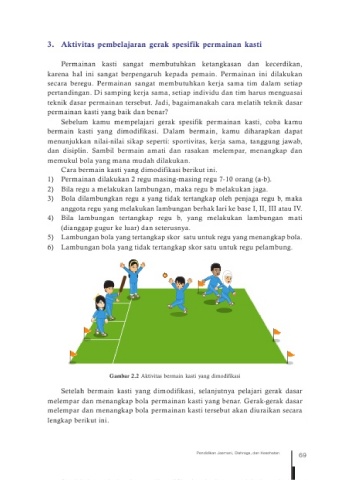 3. Aktivitas pembelajaran gerak spesifik permainan kasti
Permainan kasti sangat membutuhkan ketangkasan dan kecerdikan,
karena hal ini sangat berpengaruh kepada pemain. Permainan ini dilakukan
secara beregu. Permainan sangat membutuhkan kerja sama tim dalam setiap
pertandingan. Di samping kerja sama, setiap individu dan tim harus menguasai
teknik dasar permainan tersebut. Jadi, bagaimanakah cara melatih teknik dasar
permainan kasti yang baik dan benar?
Sebelum kamu mempelajari gerak spesifik permainan kasti, coba kamu
bermain kasti yang dimodifikasi. Dalam bermain, kamu diharapkan dapat
menunjukkan nilai-nilai sikap seperti: sportivitas, kerja sama, tanggung jawab,
dan disiplin. Sambil bermain amati dan rasakan melempar, menangkap dan
memukul bola yang mana mudah dilakukan.
Cara bermain kasti yang dimodifikasi berikut ini.
1) Permainan dilakukan 2 regu masing-masing regu 7-10 orang (a-b).
2) Bila regu a melakukan lambungan, maka regu b melakukan jaga.
3) Bola dilambungkan regu a yang tidak tertangkap oleh penjaga regu b, maka
anggota regu yang melakukan lambungan berhak lari ke base I, II, III atau IV.
4) Bila lambungan tertangkap regu b, yang melakukan lambungan mati
(dianggap gugur ke luar) dan seterusnya.
5) Lambungan bola yang tertangkap skor satu untuk regu yang menangkap bola.
6) Lambungan bola yang tidak tertangkap skor satu untuk regu pelambung.
Gambar 2.2 Aktivitas bermain kasti yang dimodifikasi
Setelah bermain kasti yang dimodifikasi, selanjutnya pelajari gerak dasar
melempar dan menangkap bola permainan kasti yang benar. Gerak-gerak dasar
melempar dan menangkap bola permainan kasti tersebut akan diuraikan secara
lengkap berikut ini.
Pendidikan Jasmani, Olahraga, dan Kesehatan
69